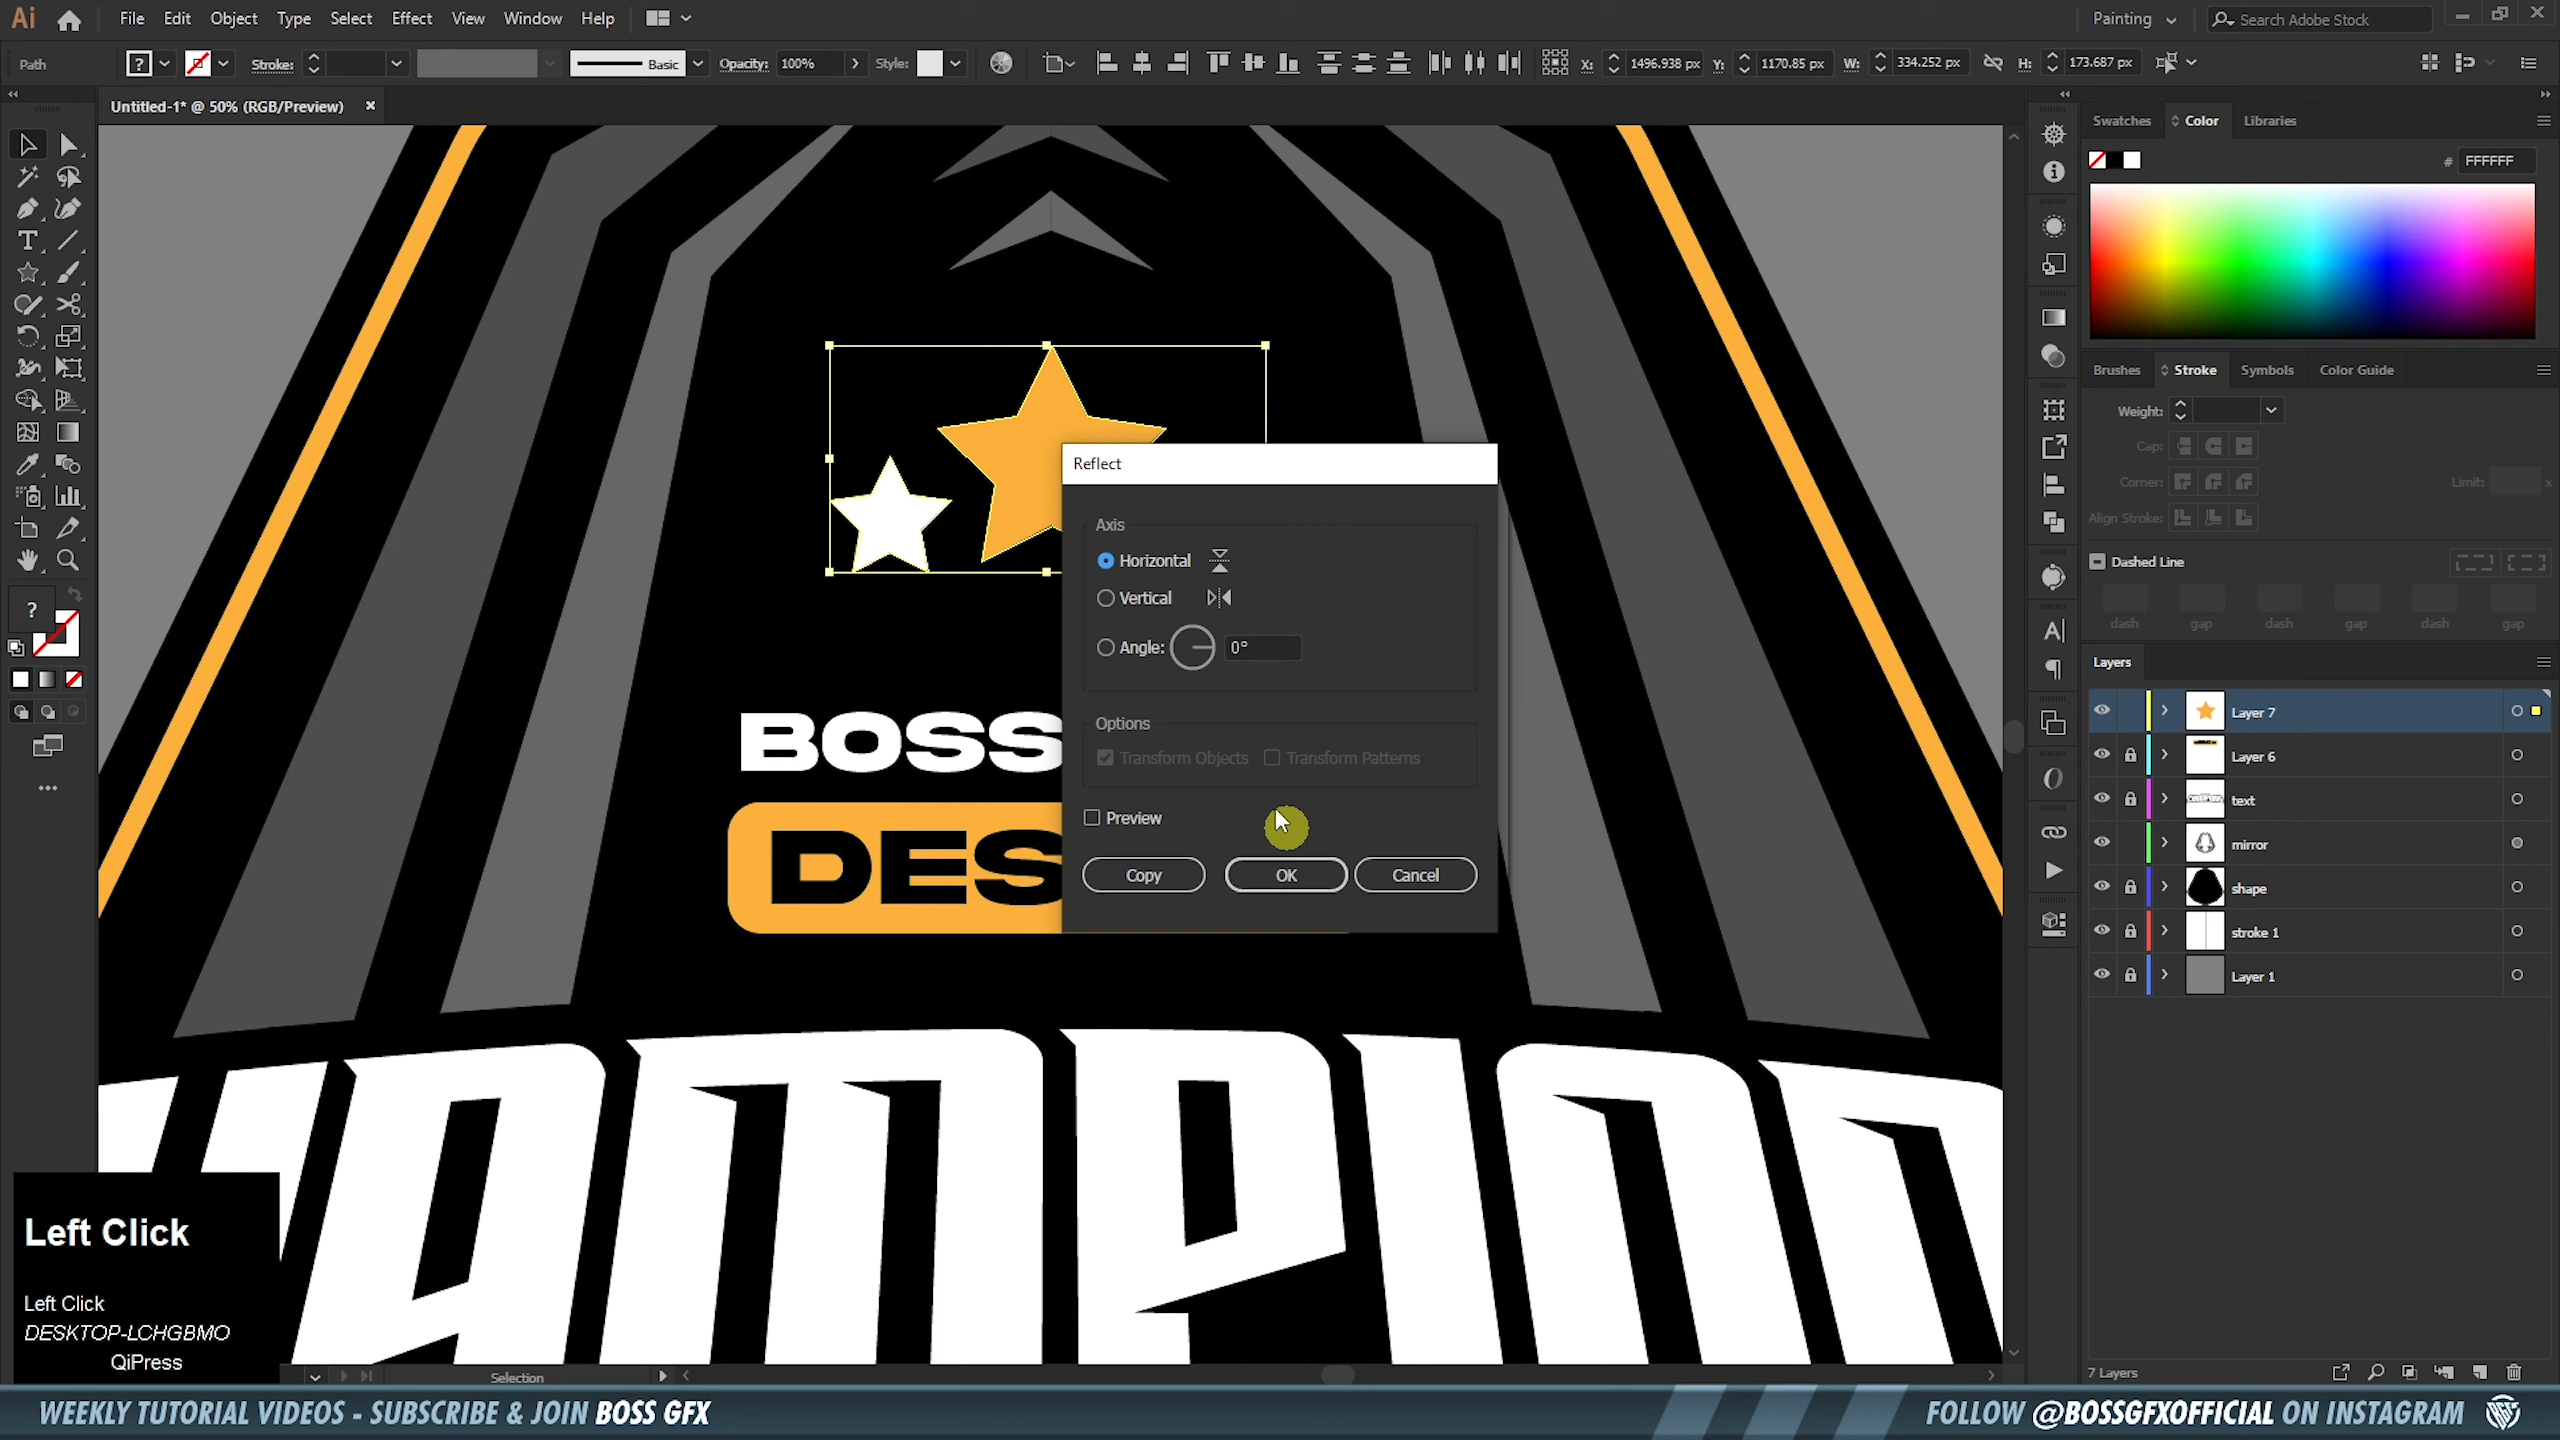 Ai File Edit Object Type Select Effect View Window Help Painting Search Adobe Stock
Path ? Stroke: Basic Opacity: 100% Style: X: 1496.938 px Y: 1170.85 px W: 334.252 px H: 173.687 px
Untitled-1* @ 50% (RGB/Preview)
Swatches Color Libraries
# FFFFFF
Brushes Stroke Symbols Color Guide
Weight:
Cap:
Corner: Limit: x
Align Stroke:
Dashed Line
dash gap dash gap dash gap
Reflect
Axis
Horizontal
Vertical
Angle: 0°
Options
Transform Objects Transform Patterns
Preview
Copy OK Cancel
?
BOSS
DES
Layers
Layer 7
Layer 6
text
mirror
shape
stroke 1
Layer 1
7 Layers
Left Click
Left Click
DESKTOP-LCHGBMO
QiPress
Selection
WEEKLY TUTORIAL VIDEOS - SUBSCRIBE & JOIN BOSS GFX
FOLLOW @BOSSGFXOFFICIAL ON INSTAGRAM